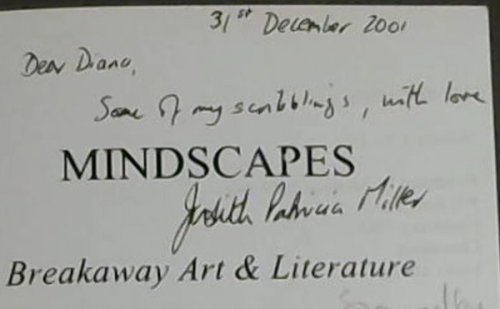 31st December 2001
Dear Diana,
Some of my scribblings, with love
MINDSCAPES
Judith Patricia Miller
Breakaway Art & Literature